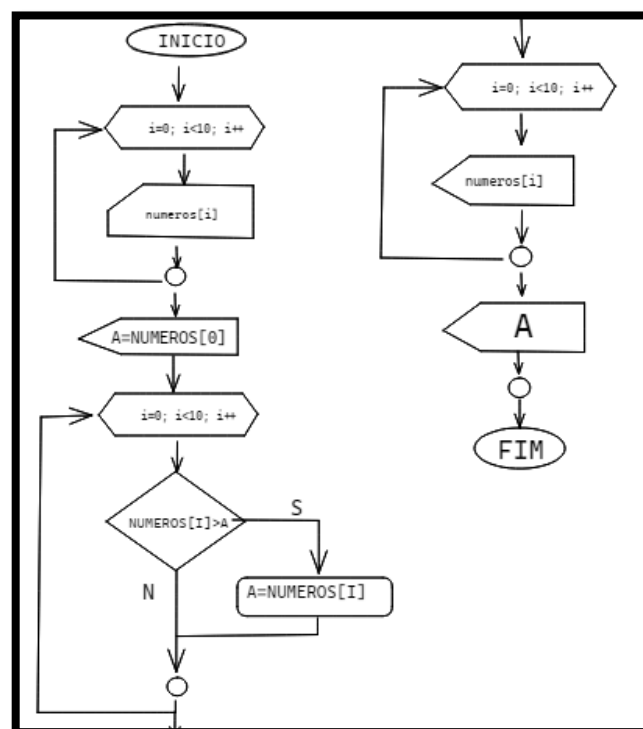 INICIO
i=0; i<10; i++
numeros[i]
A=NUMEROS[0]
i=0; i<10; i++
NUMEROS[I]>A
S
N
A=NUMEROS[I]
i=0; i<10; i++
numeros[i]
A
FIM